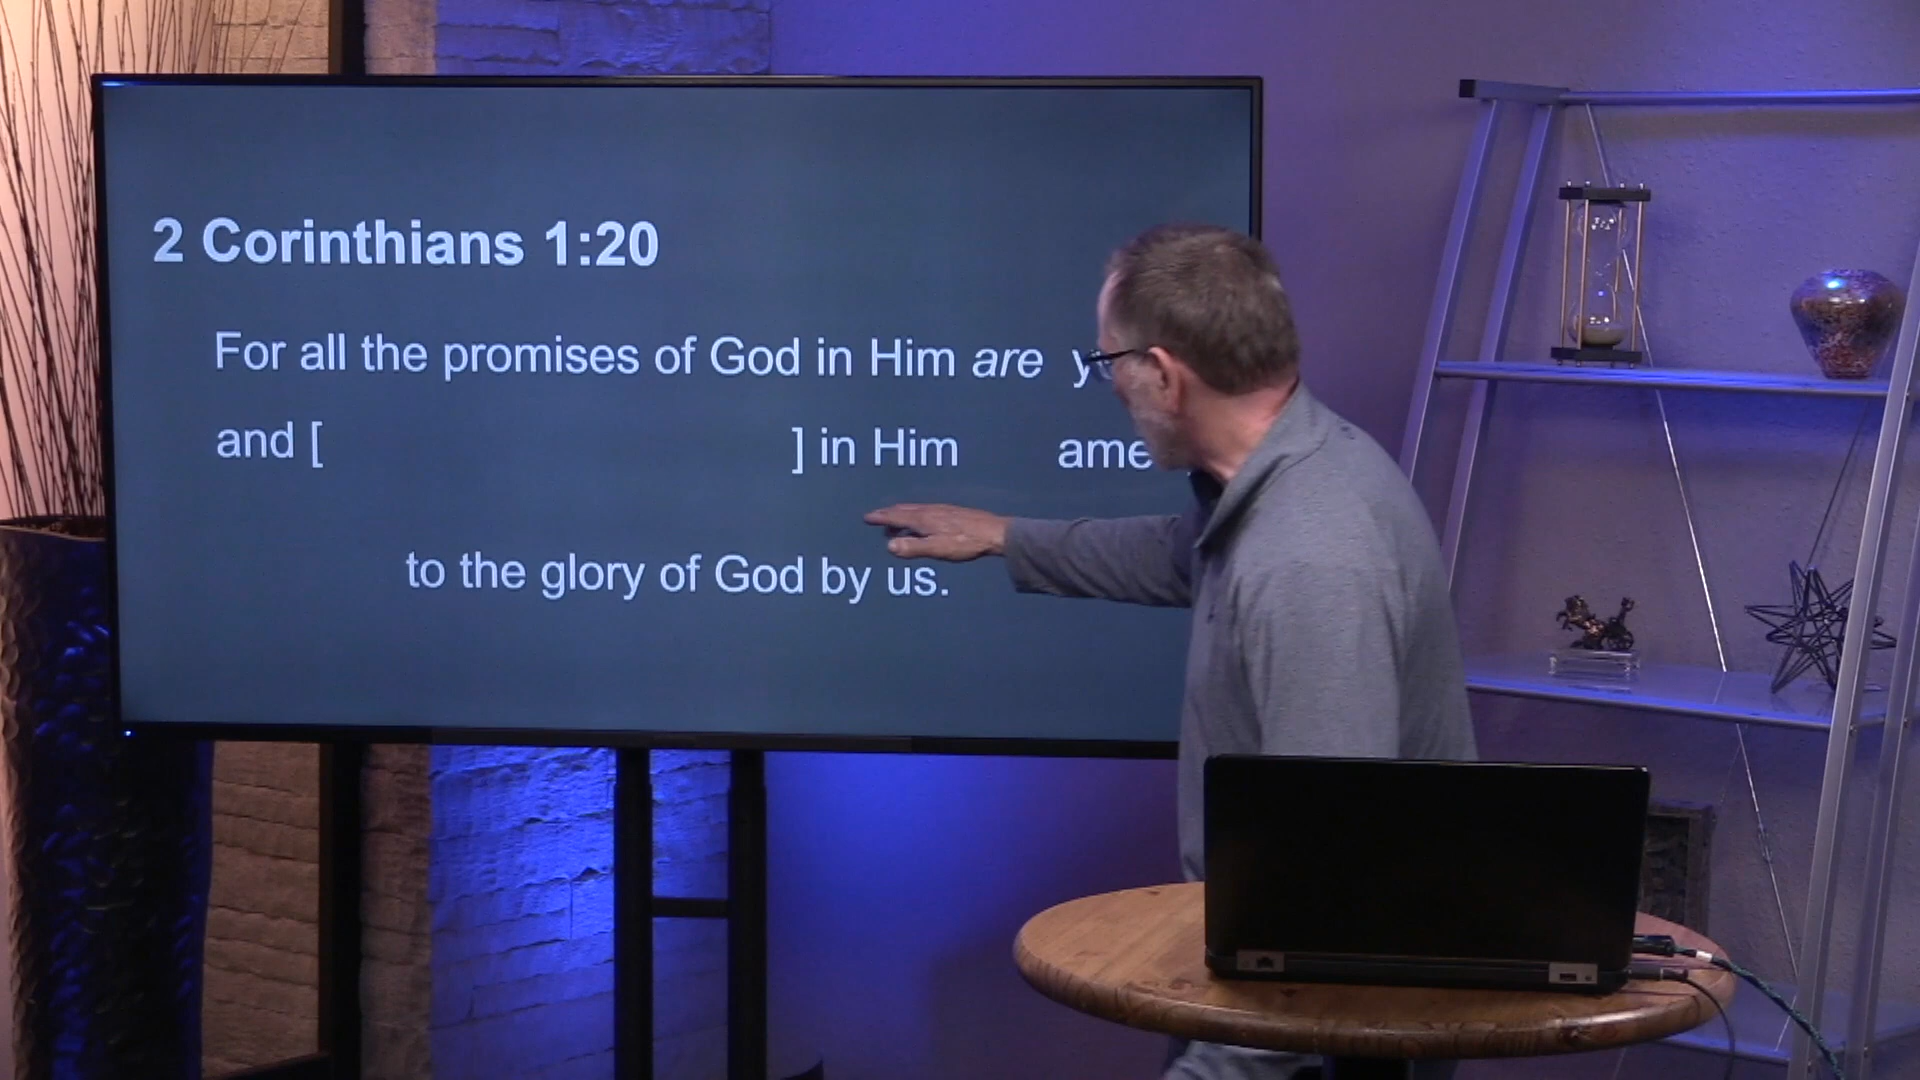 2 Corinthians 1:20
For all the promises of God in Him are
and [ ] in Him
to the glory of God by us.